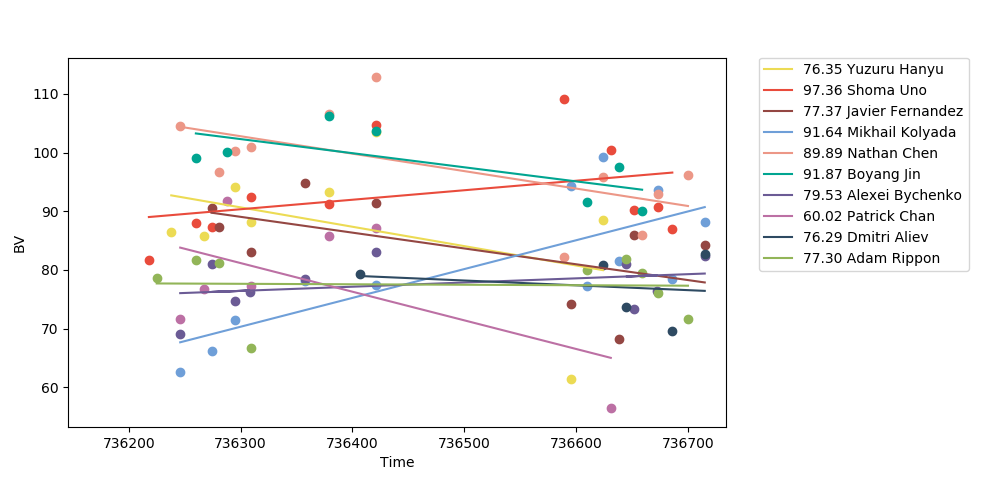 BV
110
100
90
80
70
60
736200 736300 736400 736500 736600 736700
Time
76.35 Yuzuru Hanyu
97.36 Shoma Uno
77.37 Javier Fernandez
91.64 Mikhail Kolyada
89.89 Nathan Chen
91.87 Boyang Jin
79.53 Alexei Bychenko
60.02 Patrick Chan
76.29 Dmitri Aliev
77.30 Adam Rippon